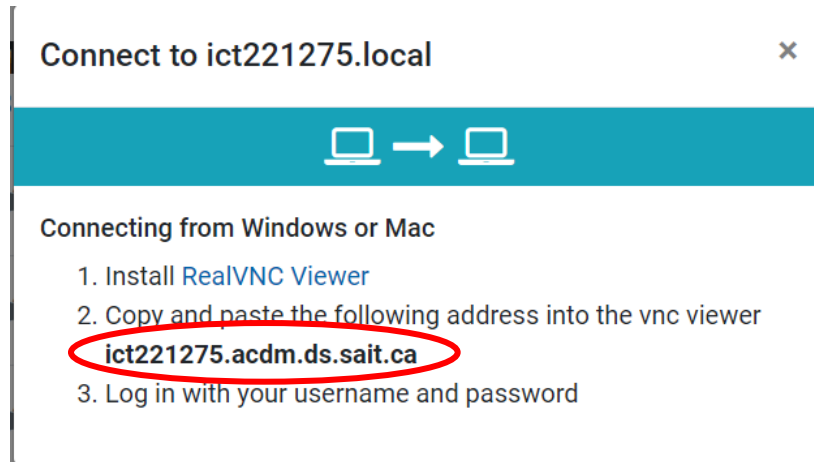 Connect to ict221275.local ×
Connecting from Windows or Mac
1. Install RealVNC Viewer
2. Copy and paste the following address into the vnc viewer
ict221275.acdm.ds.sait.ca
3. Log in with your username and password